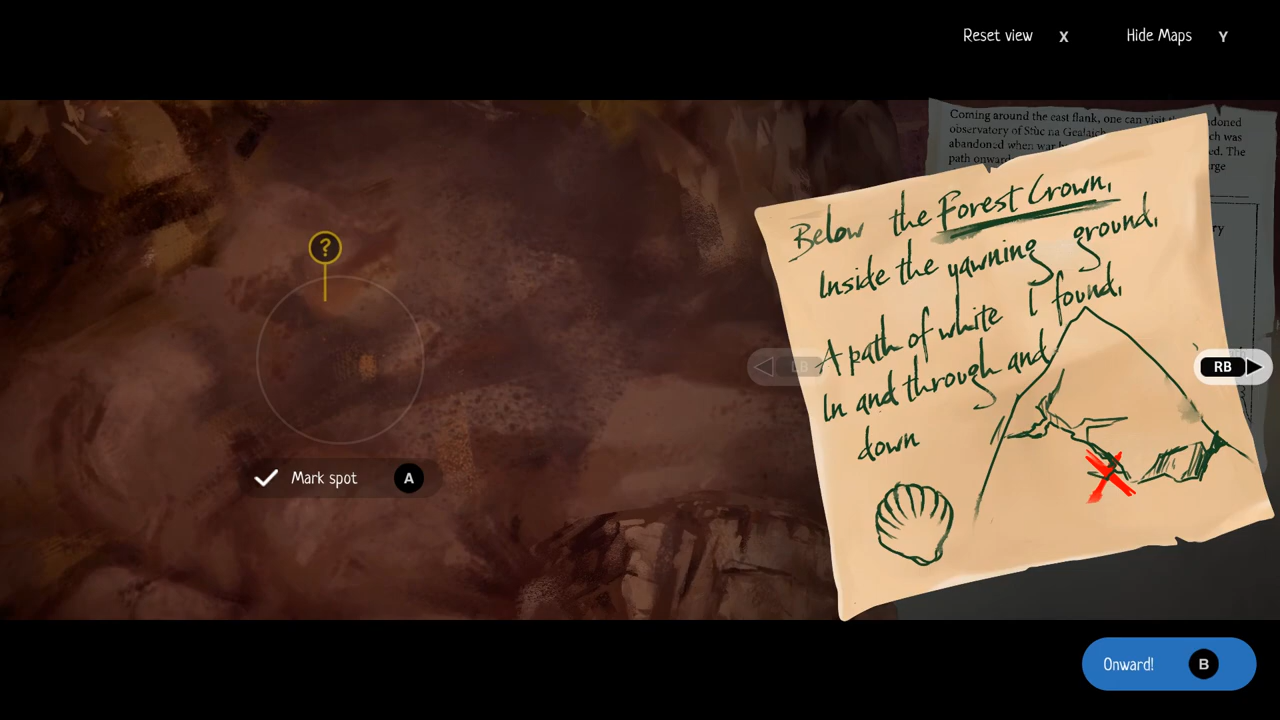 Reset view X Hide Maps Y
Coming around the east flank, one can visit
observatory of Stùc na Gealaich
abandoned when war
path onward
Below the Forest Crown,
Inside the yawning ground,
A path of white I found,
In and through and
down
?
LB
RB
Mark spot A
Onward! B